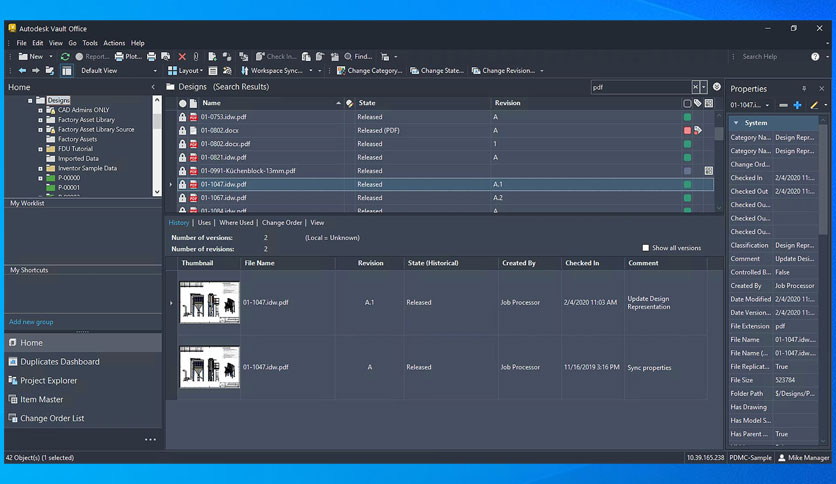 Autodesk Vault Office
File Edit View Go Tools Actions Help
New Report... Plot... Check In... Find... Search Help
Default View Layout Workspace Sync... Change Category... Change State... Change Revision...
Home
Designs
CAD Admins ONLY
Factory Asset Library
Factory Asset Library Source
Factory Assets
FDU Tutorial
Imported Data
Inventor Sample Data
P-00000
P-00001
My Worklist
My Shortcuts
Add new group
Home
Duplicates Dashboard
Project Explorer
Item Master
Change Order List
Designs (Search Results) pdf
Name State Revision
01-0753.idw.pdf Released A
01-0802.docx Released (PDF) A
01-0802.docx.pdf Released 1
01-0821.idw.pdf Released A
01-0991-Küchenblock-13mm.pdf Released
01-1047.idw.pdf Released A.1
01-1067.idw.pdf Released A.2
01-1084.idw.pdf Released A
History Uses Where Used Change Order View
Number of versions: 2 (Local = Unknown)
Number of revisions: 2 Show all versions
Thumbnail File Name Revision State (Historical) Created By Checked In Comment
01-1047.idw.pdf A.1 Released Job Processor 2/4/2020 11:03 AM Update Design
Representation
01-1047.idw.pdf A Released Job Processor 11/16/2019 3:16 PM Sync properties
Properties
01-1047.id...
System
Category Na... Design Repr...
Category Na... Design Repr...
Change Ord...
Checked In 2/4/2020 11:...
Checked Out 2/4/2020 11:...
Checked Ou...
Checked Ou...
Checked Ou...
Classification Design Repr...
Comment Update Desi...
Controlled B... False
Created By Job Processor
Date Modified 2/4/2020 11:...
Date Version... 2/4/2020 11:...
File Extension pdf
File Name 01-1047.idw...
File Name (... 01-1047.idw...
File Replicat... True
File Size 523784
Folder Path $/Designs/P...
Has Drawing
Has Model S...
Has Parent ... True
42 Object(s) (1 selected) 10.39.165.238 PDMC-Sample Mike Manager